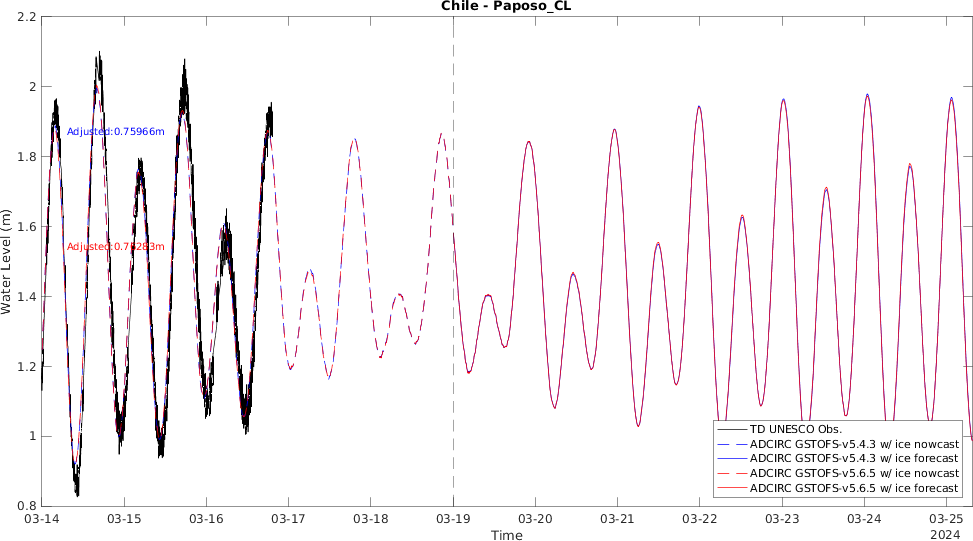 Chile - Paposo_CL
2.2
2
1.8
1.6
1.4
1.2
1
0.8
Water Level (m)
Adjusted:0.75966m
03-14
03-15
03-16
03-17
03-18
03-19
03-20
03-21
03-22
03-23
03-24
03-25
2024
Time
TD UNESCO Obs.
ADCIRC GSTOFS-v5.4.3 w/ ice nowcast
ADCIRC GSTOFS-v5.4.3 w/ ice forecast
ADCIRC GSTOFS-v5.6.5 w/ ice nowcast
ADCIRC GSTOFS-v5.6.5 w/ ice forecast